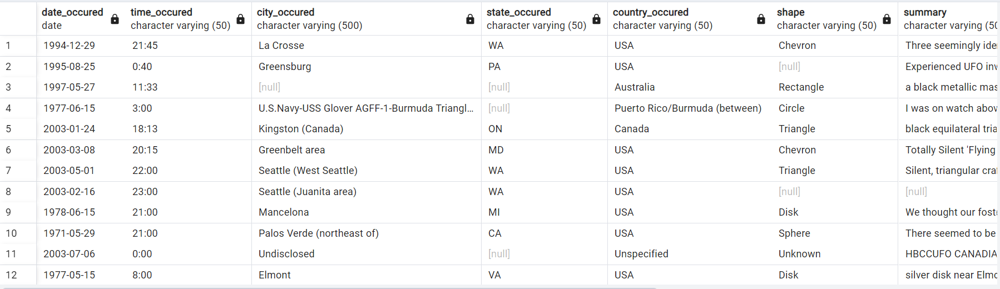 date_occured time_occured city_occured state_occured country_occured shape summary
date character varying (50) character varying (500) character varying (50) character varying (50) character varying (50) character varying (50
1 1994-12-29 21:45 La Crosse WA USA Chevron Three seemingly ide
2 1995-08-25 0:40 Greensburg PA USA [null] Experienced UFO inv
3 1997-05-27 11:33 [null] [null] Australia Rectangle a black metallic mas
4 1977-06-15 3:00 U.S.Navy-USS Glover AGFF-1-Burmuda Triangl... [null] Puerto Rico/Burmuda (between) Circle I was on watch abov
5 2003-01-24 18:13 Kingston (Canada) ON Canada Triangle black equilateral tria
6 2003-03-08 20:15 Greenbelt area MD USA Chevron Totally Silent 'Flying
7 2003-05-01 22:00 Seattle (West Seattle) WA USA Triangle Silent, triangular craf
8 2003-02-16 23:00 Seattle (Juanita area) WA USA [null] [null]
9 1978-06-15 21:00 Mancelona MI USA Disk We thought our foste
10 1971-05-29 21:00 Palos Verde (northeast of) CA USA Sphere There seemed to be
11 2003-07-06 0:00 Undisclosed [null] Unspecified Unknown HBCCUFO CANADIA
12 1977-05-15 8:00 Elmont VA USA Disk silver disk near Elmo